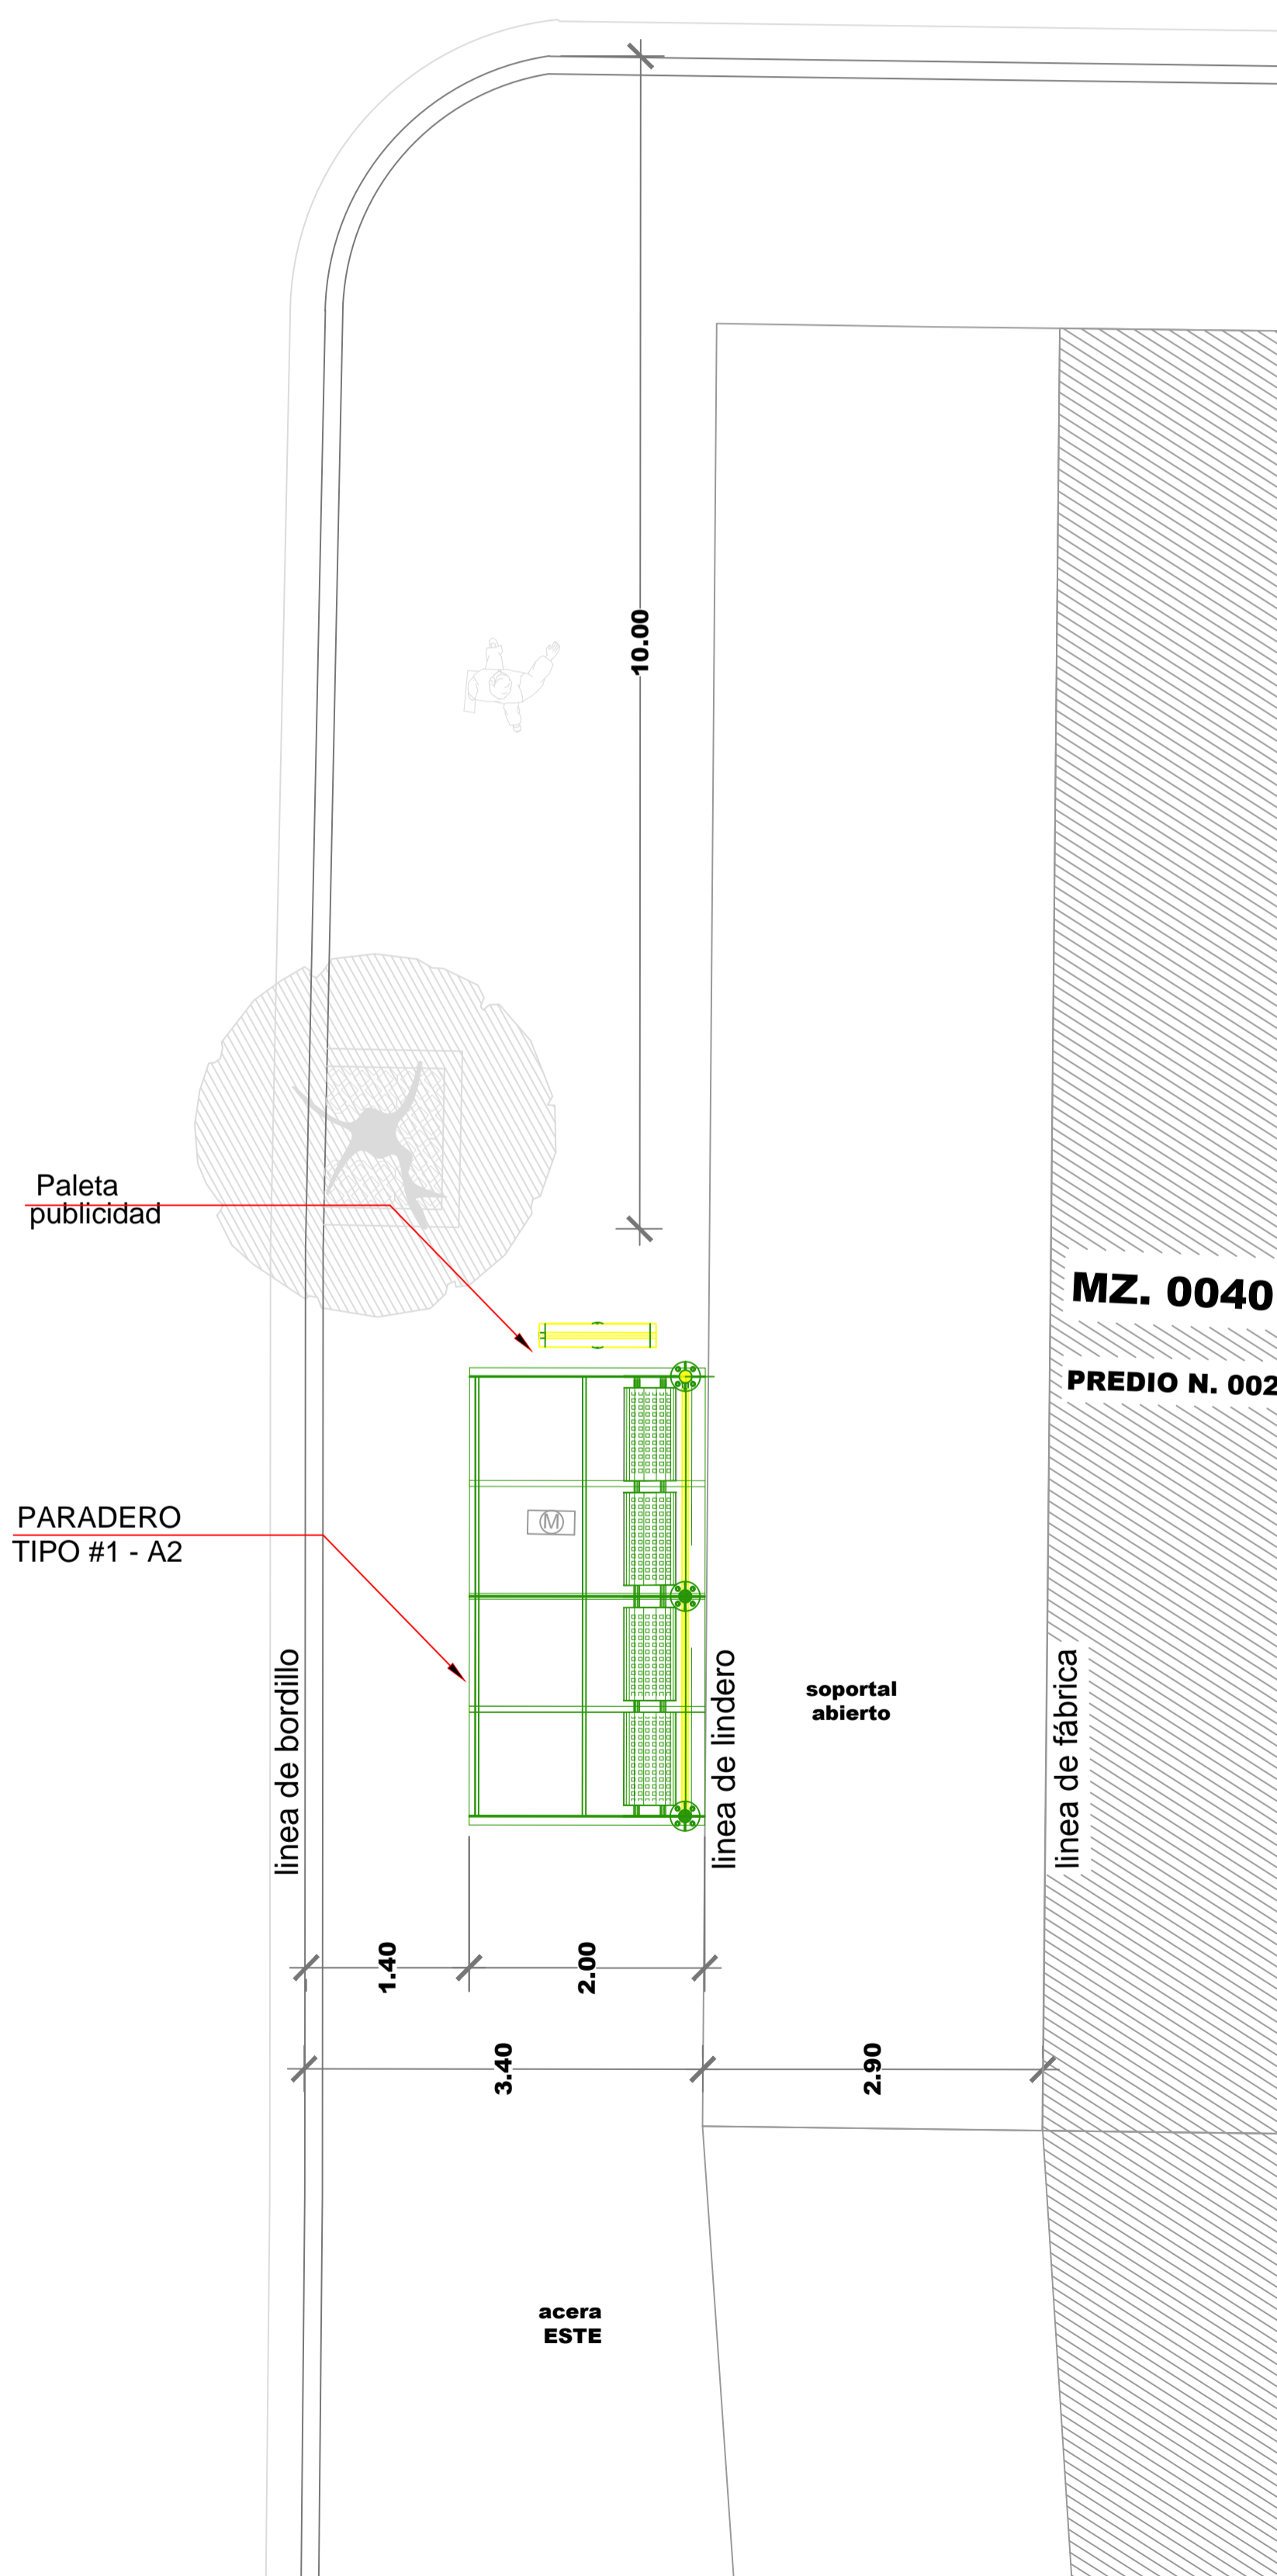 10.00
Paleta
publicidad
MZ. 0040
PREDIO N. 002
PARADERO
TIPO #1 - A2
M
linea de bordillo
linea de lindero
soportal
abierto
linea de fábrica
1.40
2.00
3.40
2.90
acera
ESTE